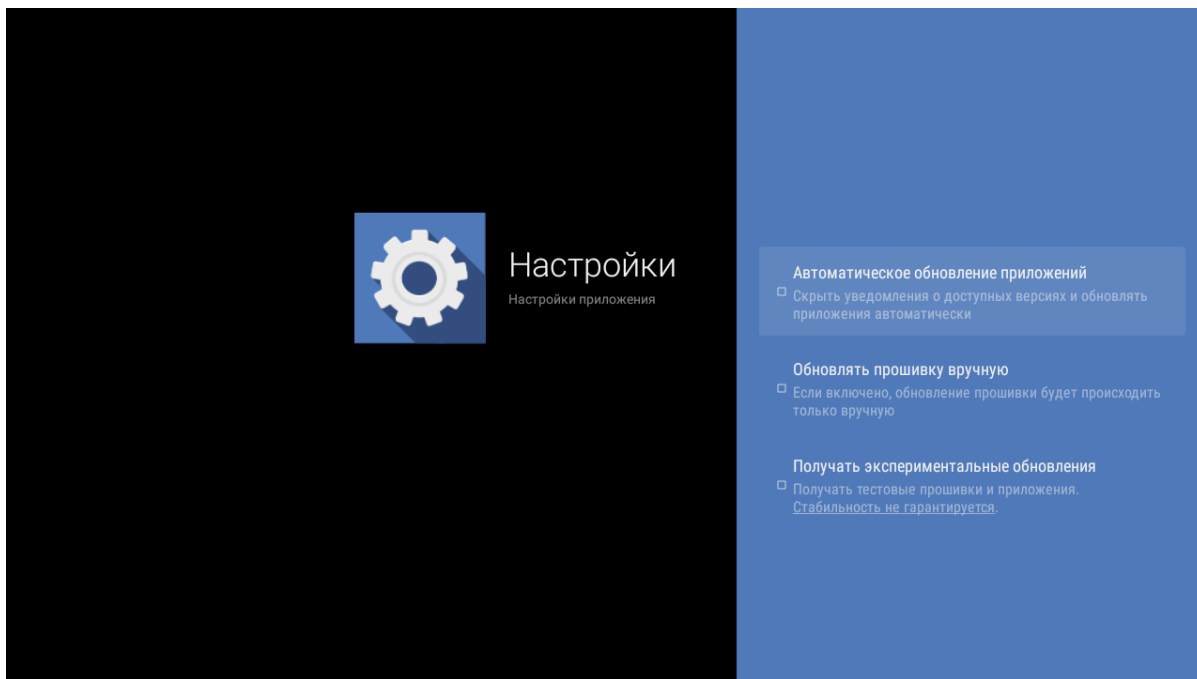 Настройки
Настройки приложения
Автоматическое обновление приложений
Скрыть уведомления о доступных версиях и обновлять
приложения автоматически
Обновлять прошивку вручную
Если включено, обновление прошивки будет происходить
только вручную
Получать экспериментальные обновления
Получать тестовые прошивки и приложения.
Стабильность не гарантируется.